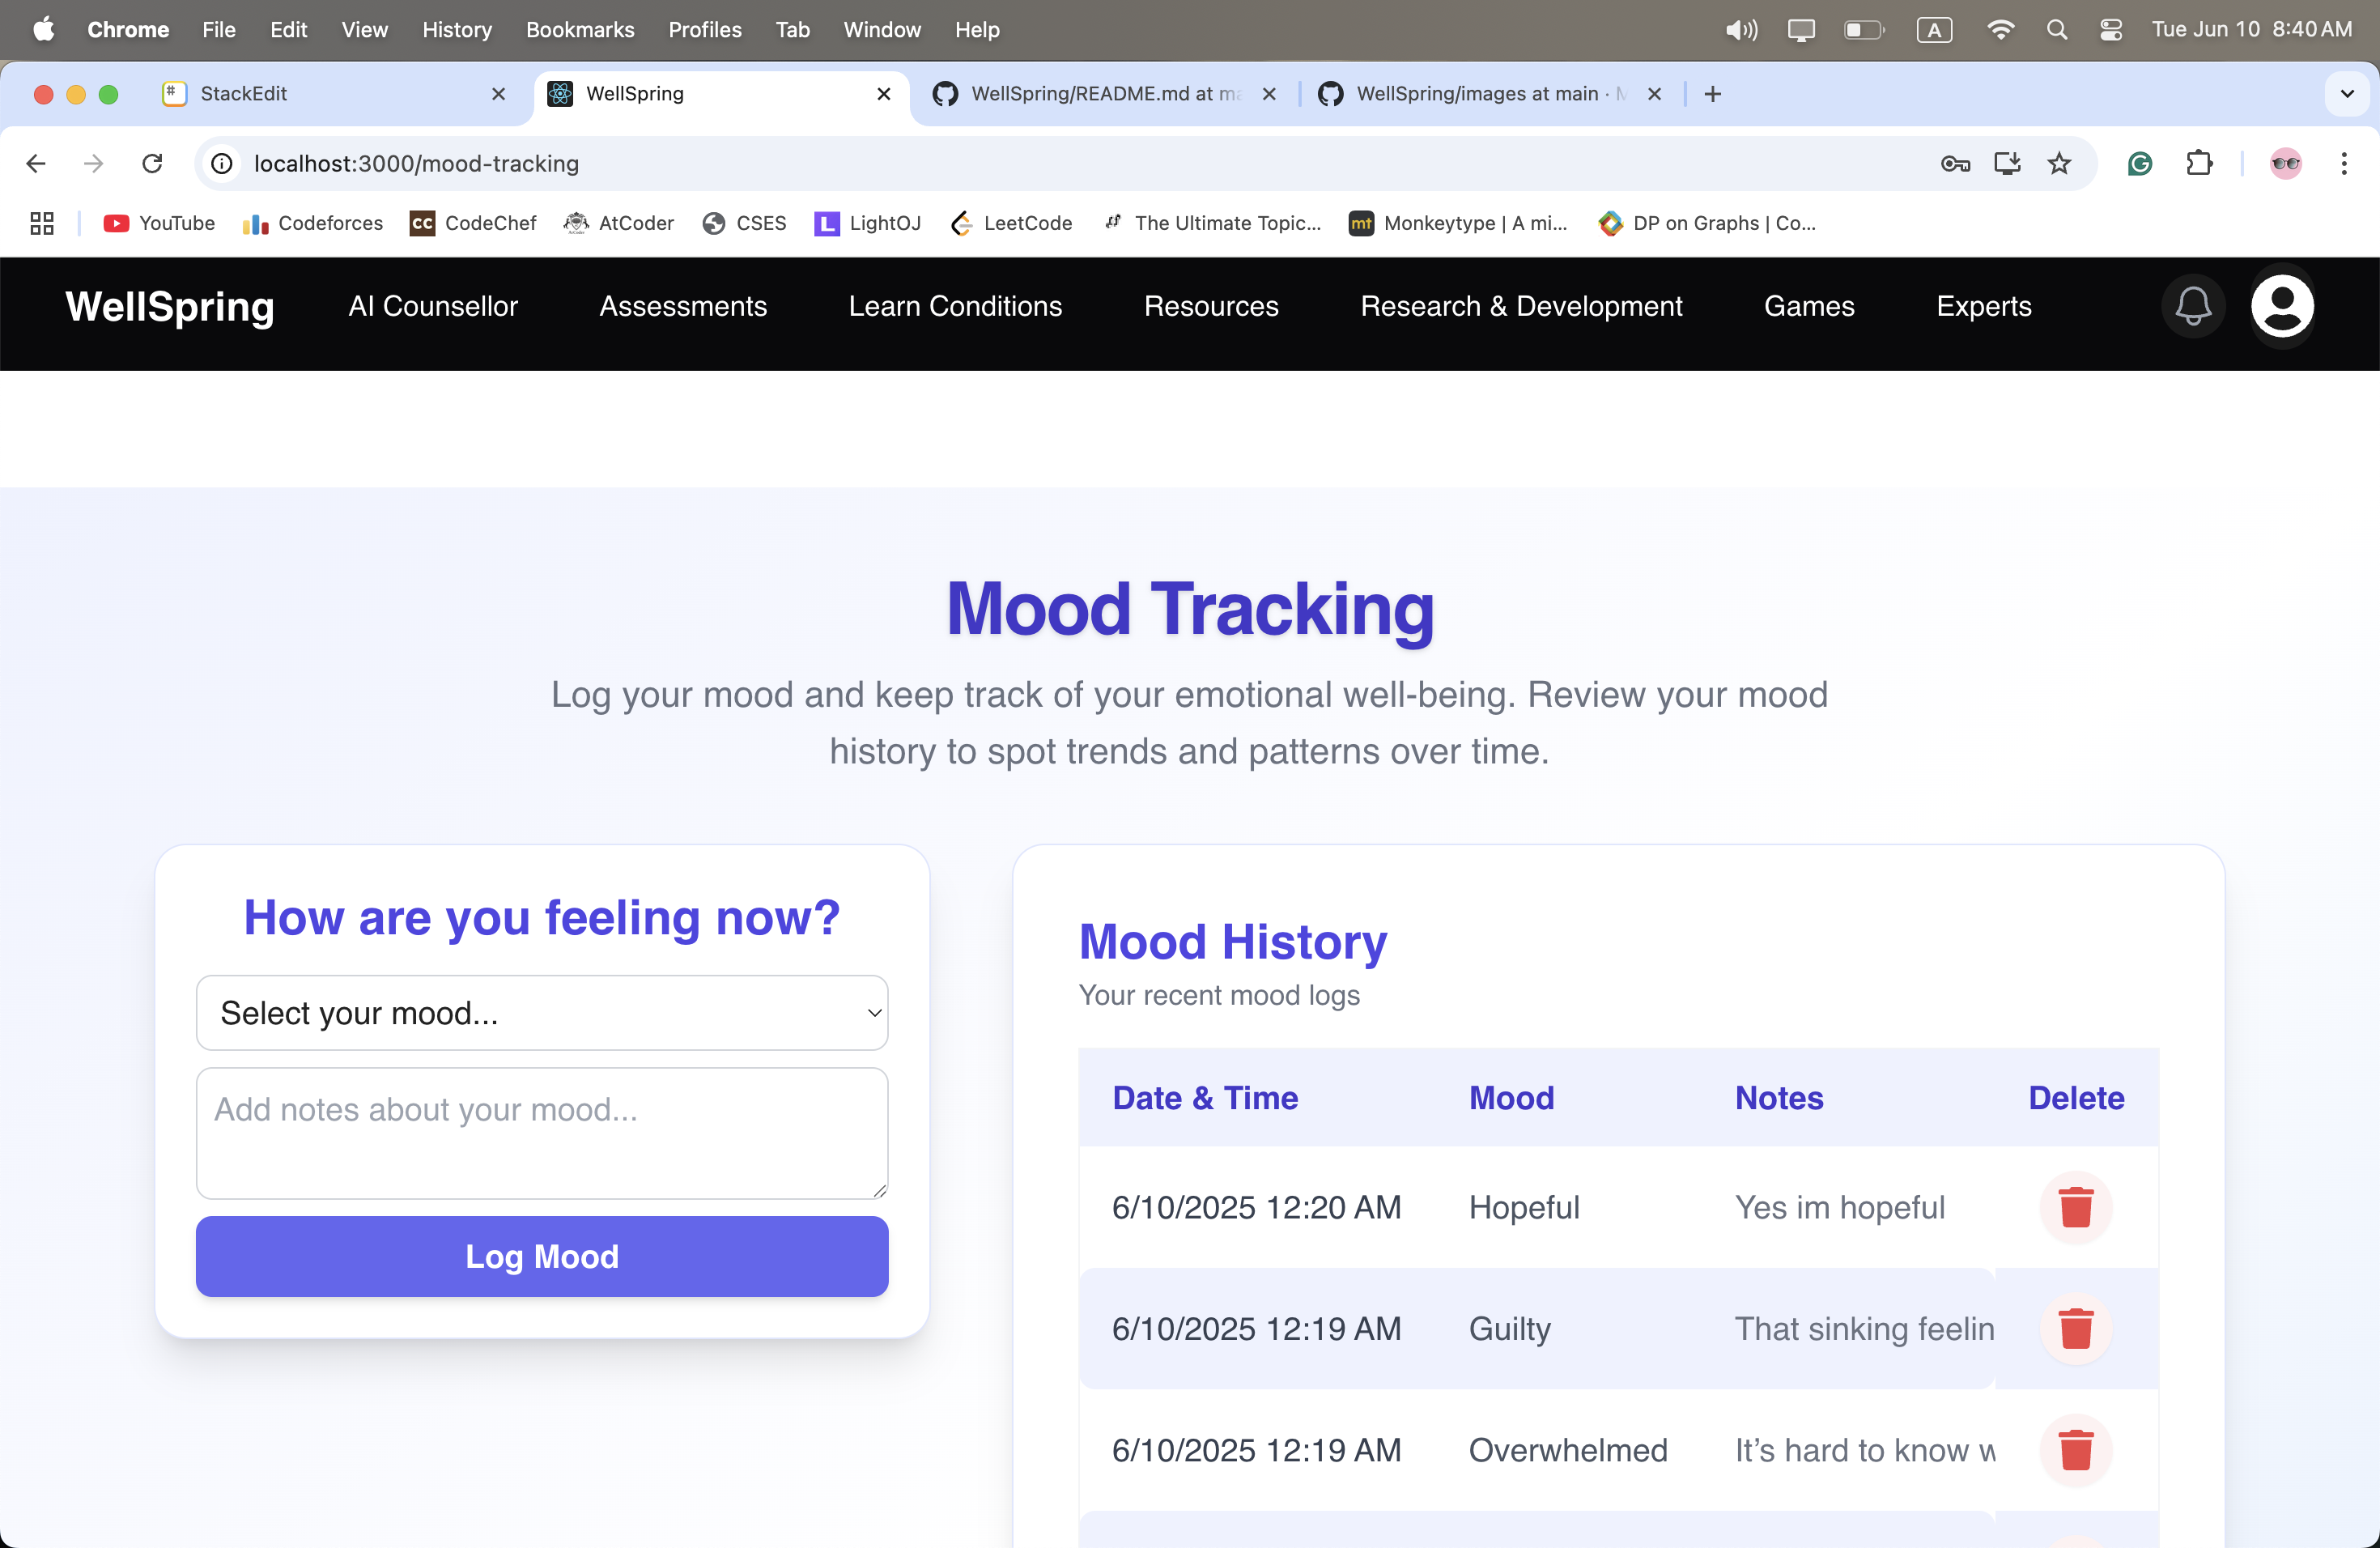 Chrome File Edit View History Bookmarks Profiles Tab Window Help A Tue Jun 10 8:40 AM
# StackEdit WellSpring WellSpring/README.md at ma WellSpring/images at main ·
localhost:3000/mood-tracking
YouTube Codeforces CC CodeChef AtCoder CSES L LightOJ LeetCode The Ultimate Topic... mt Monkeytype | A mi... DP on Graphs | Co...
WellSpring AI Counsellor Assessments Learn Conditions Resources Research & Development Games Experts
Mood Tracking
Log your mood and keep track of your emotional well-being. Review your mood
history to spot trends and patterns over time.
How are you feeling now?
Select your mood...
Add notes about your mood...
Log Mood
Mood History
Your recent mood logs
Date & Time Mood Notes Delete
6/10/2025 12:20 AM Hopeful Yes im hopeful
6/10/2025 12:19 AM Guilty That sinking feelin
6/10/2025 12:19 AM Overwhelmed It’s hard to know w